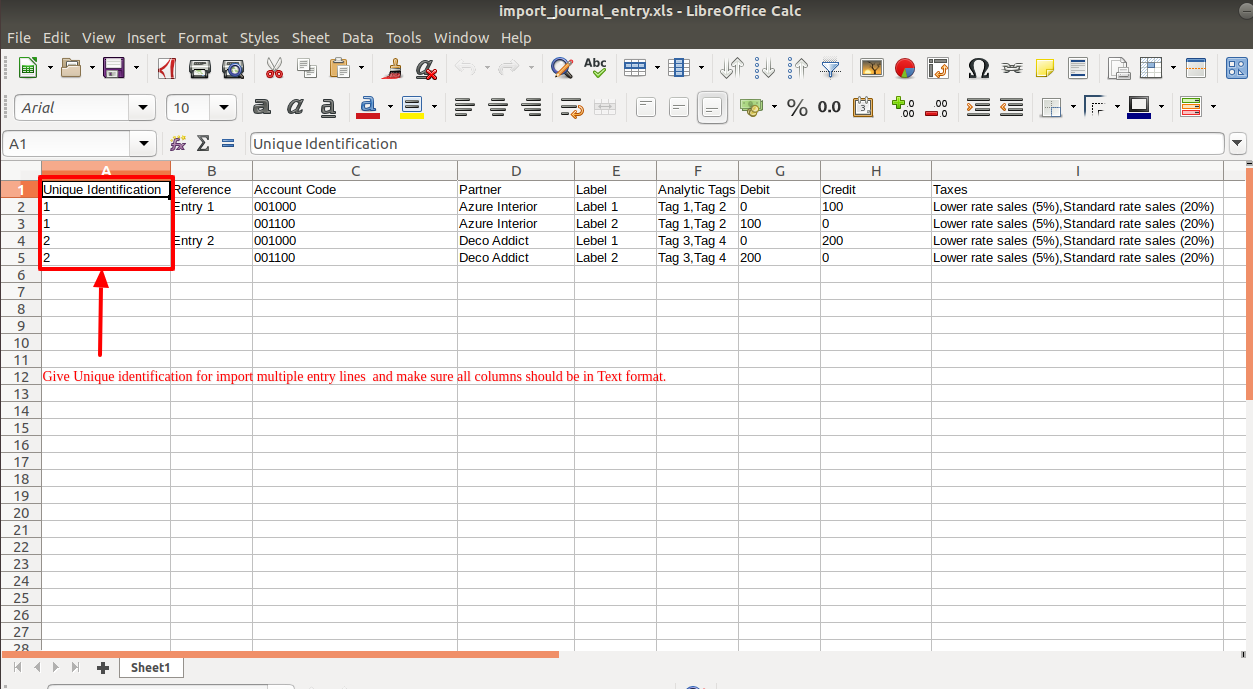 import_journal_entry.xls - LibreOffice Calc
File Edit View Insert Format Styles Sheet Data Tools Window Help
Abc
Arial 10 a a a a % 0.0 .00 .00
A1 Σ = Unique Identification
A B C D E F G H I
1 Unique Identification Reference Account Code Partner Label Analytic Tags Debit Credit Taxes
2 1 Entry 1 001000 Azure Interior Label 1 Tag 1,Tag 2 0 100 Lower rate sales (5%),Standard rate sales (20%)
3 1 001100 Azure Interior Label 2 Tag 1,Tag 2 100 0 Lower rate sales (5%),Standard rate sales (20%)
4 2 Entry 2 001000 Deco Addict Lebel 1 Tag 3,Tag 4 0 200 Lower rate sales (5%),Standard rate sales (20%)
5 2 001100 Deco Addict Label 2 Tag 3,Tag 4 200 0 Lower rate sales (5%),Standard rate sales (20%)
6
7
8
9
10
11
12 Give Unique identification for import multiple entry lines and make sure all columns should be in Text format.
13
14
15
16
17
18
19
20
21
22
23
24
25
26
27
28
Sheet1